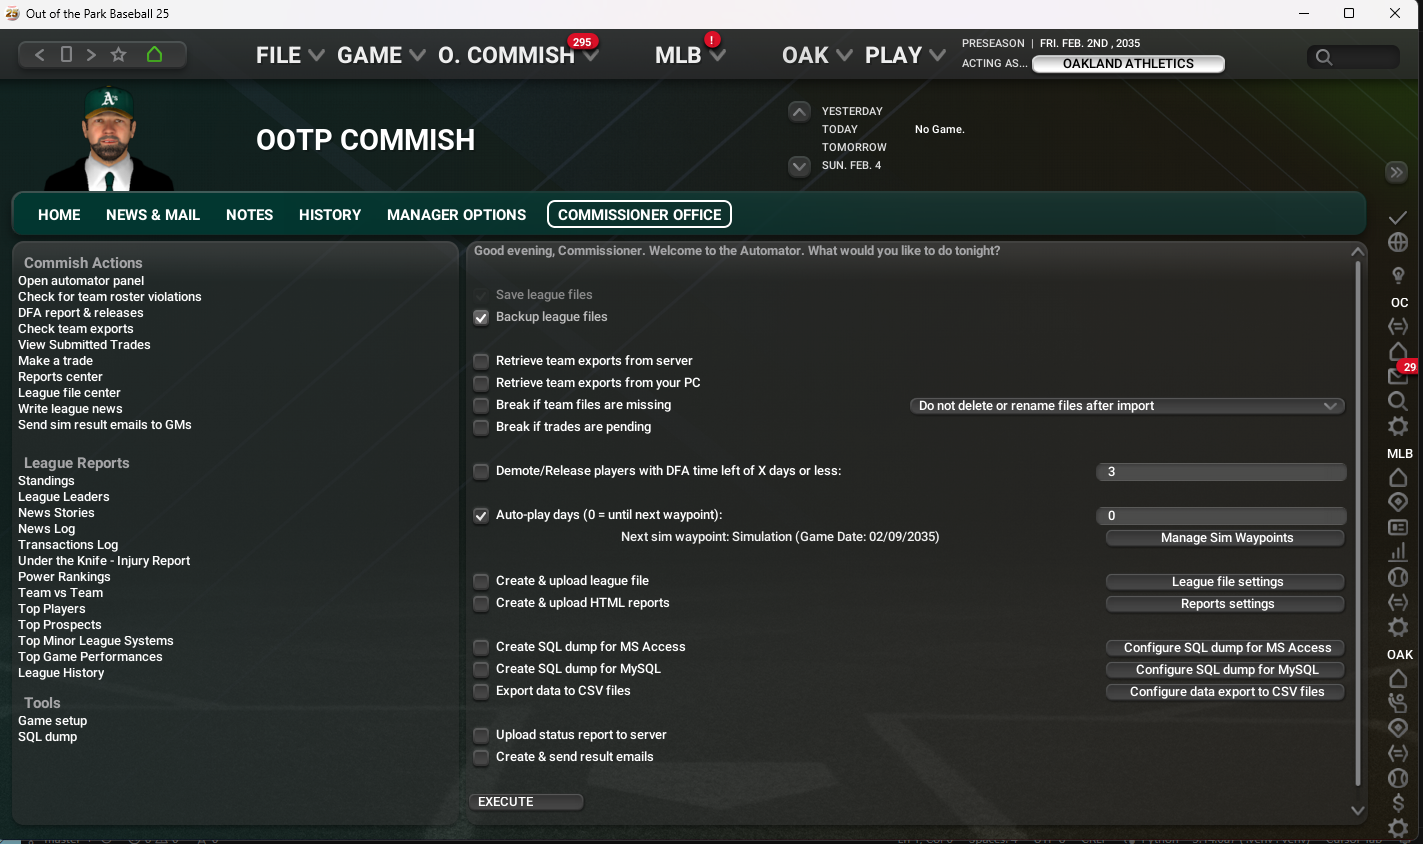 Out of the Park Baseball 25
FILE GAME O. COMMISH 295 MLB ! OAK PLAY
PRESEASON | FRI. FEB. 2ND , 2035
ACTING AS... OAKLAND ATHLETICS
OOTP COMMISH
YESTERDAY
TODAY No Game.
TOMORROW
SUN. FEB. 4
HOME NEWS & MAIL NOTES HISTORY MANAGER OPTIONS COMMISSIONER OFFICE
Commish Actions
Open automator panel
Check for team roster violations
DFA report & releases
Check team exports
View Submitted Trades
Make a trade
Reports center
League file center
Write league news
Send sim result emails to GMs
League Reports
Standings
League Leaders
News Stories
News Log
Transactions Log
Under the Knife - Injury Report
Power Rankings
Team vs Team
Top Players
Top Prospects
Top Minor League Systems
Top Game Performances
League History
Tools
Game setup
SQL dump
Good evening, Commissioner. Welcome to the Automator. What would you like to do tonight?
Save league files
Backup league files
Retrieve team exports from server
Retrieve team exports from your PC
Break if team files are missing Do not delete or rename files after import
Break if trades are pending
Demote/Release players with DFA time left of X days or less: 3
Auto-play days (0 = until next waypoint): 0
Next sim waypoint: Simulation (Game Date: 02/09/2035) Manage Sim Waypoints
Create & upload league file League file settings
Create & upload HTML reports Reports settings
Create SQL dump for MS Access Configure SQL dump for MS Access
Create SQL dump for MySQL Configure SQL dump for MySQL
Export data to CSV files Configure data export to CSV files
Upload status report to server
Create & send result emails
EXECUTE
OC
29
MLB
OAK